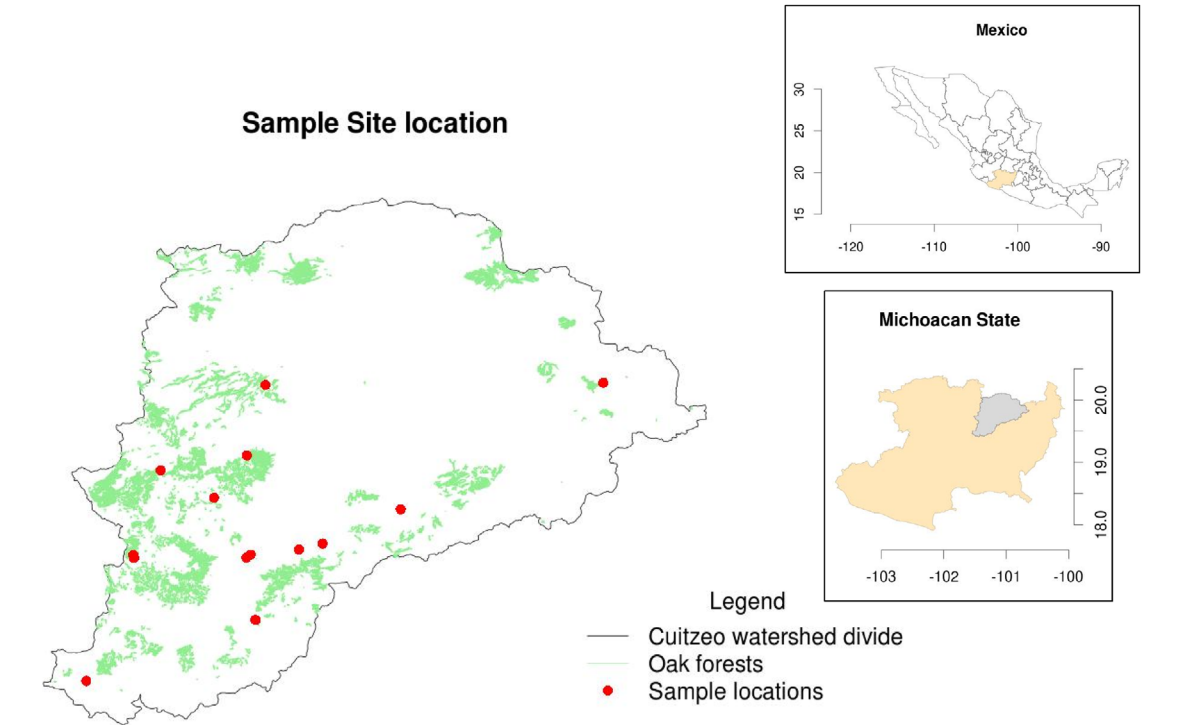 Sample Site location
Mexico
30
25
20
15
-120 -110 -100 -90
Michoacan State
20.0
19.0
18.0
-103 -102 -101 -100
Legend
Cuitzeo watershed divide
Oak forests
Sample locations